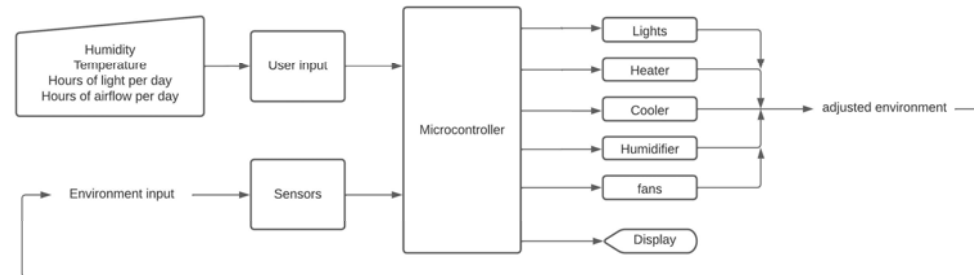 Humidity
Temperature
Hours of light per day
Hours of airflow per day
User input
Microcontroller
Lights
Heater
Cooler
Humidifier
fans
Display
adjusted environment
Environment input
Sensors